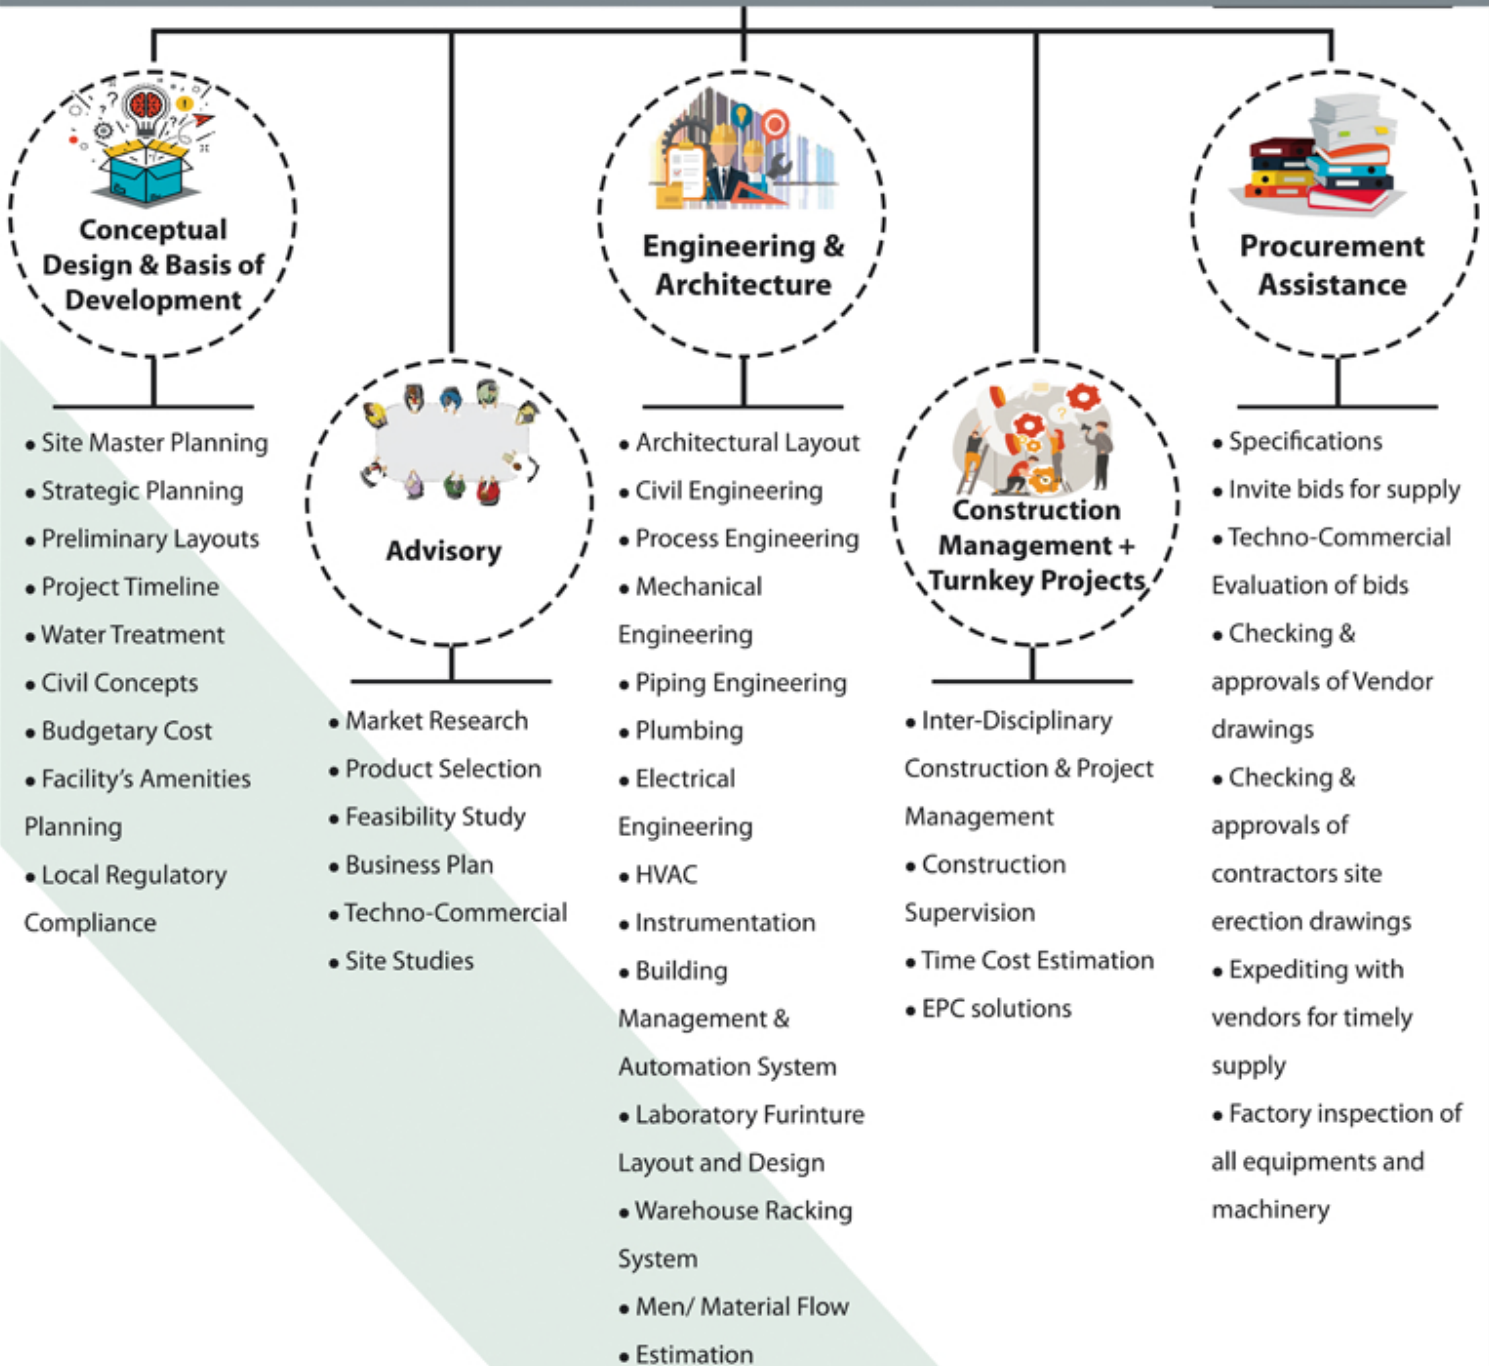 Conceptual
Design & Basis of
Development
• Site Master Planning
• Strategic Planning
• Preliminary Layouts
• Project Timeline
• Water Treatment
• Civil Concepts
• Budgetary Cost
• Facility’s Amenities
Planning
• Local Regulatory
Compliance
Advisory
• Market Research
• Product Selection
• Feasibility Study
• Business Plan
• Techno-Commercial
• Site Studies
Engineering &
Architecture
• Architectural Layout
• Civil Engineering
• Process Engineering
• Mechanical
Engineering
• Piping Engineering
• Plumbing
• Electrical
Engineering
• HVAC
• Instrumentation
• Building
Management &
Automation System
• Laboratory Furinture
Layout and Design
• Warehouse Racking
System
• Men/ Material Flow
• Estimation
Construction
Management +
Turnkey Projects
• Inter-Disciplinary
Construction & Project
Management
• Construction
Supervision
• Time Cost Estimation
• EPC solutions
Procurement
Assistance
• Specifications
• Invite bids for supply
• Techno-Commercial
Evaluation of bids
• Checking &
approvals of Vendor
drawings
• Checking &
approvals of
contractors site
erection drawings
• Expediting with
vendors for timely
supply
• Factory inspection of
all equipments and
machinery